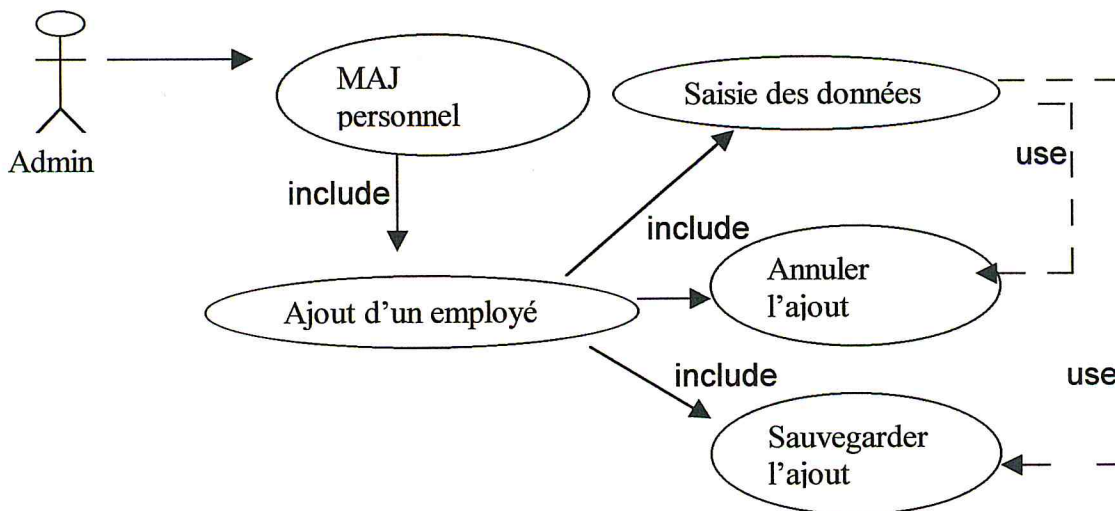 MAJ
personnel
Saisie des données
Admin
use
include
include
Annuler
l'ajout
Ajout d'un employé
include
use
Sauvegarder
l'ajout